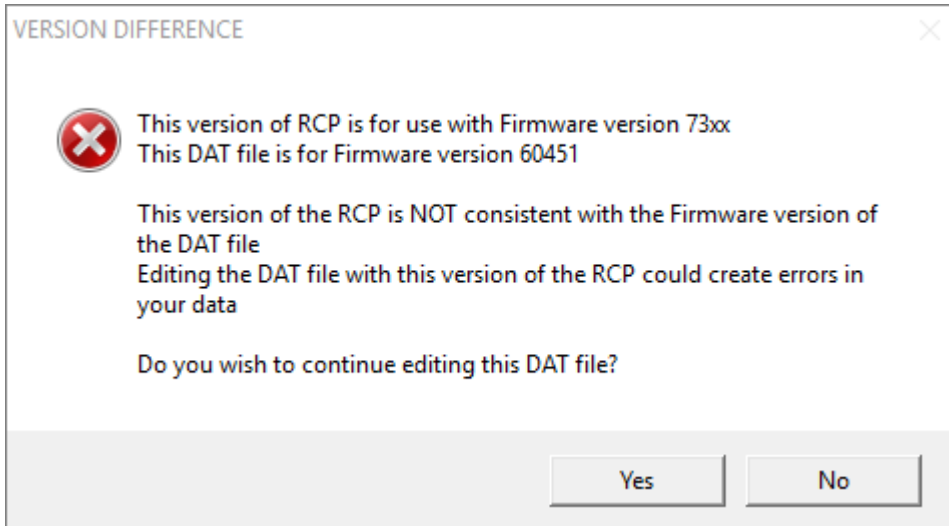 VERSION DIFFERENCE
This version of RCP is for use with Firmware version 73xx
This DAT file is for Firmware version 60451
This version of the RCP is NOT consistent with the Firmware version of
the DAT file
Editing the DAT file with this version of the RCP could create errors in
your data
Do you wish to continue editing this DAT file?
Yes
No